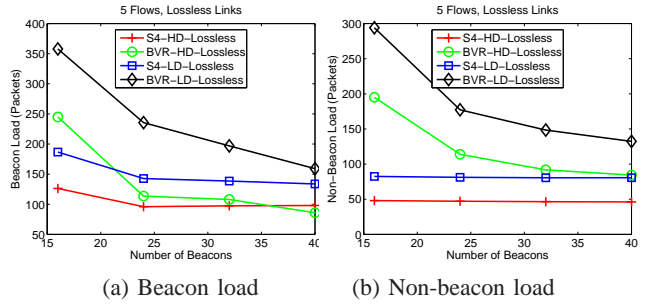 5 Flows, Lossless Links
400
350
300
250
200
150
100
50
15 20 25 30 35 40
Beacon Load (Packets)
Number of Beacons
S4-HD-Lossless
BVR-HD-Lossless
S4-LD-Lossless
BVR-LD-Lossless
(a) Beacon load
5 Flows, Lossless Links
300
250
200
150
100
50
0
15 20 25 30 35 40
Non-Beacon Load (Packets)
Number of Beacons
S4-HD-Lossless
BVR-HD-Lossless
S4-LD-Lossless
BVR-LD-Lossless
(b) Non-beacon load